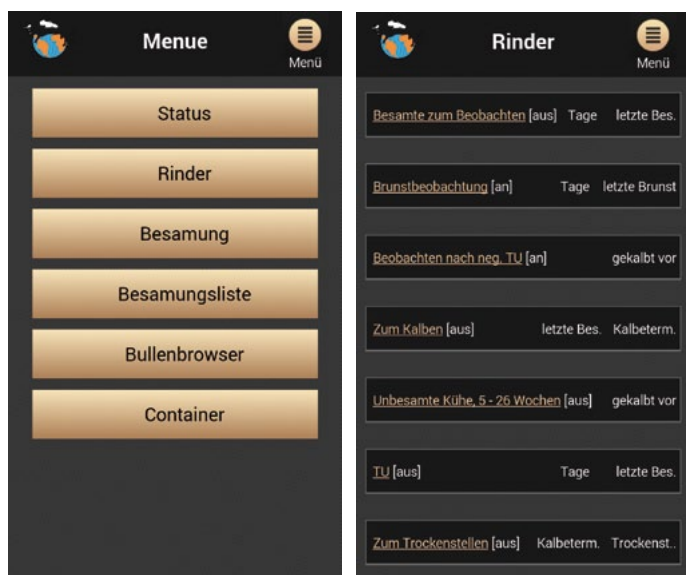 Menue
Menü
Status
Rinder
Besamung
Besamungsliste
Bullenbrowser
Container
Rinder
Menü
Besamte zum Beobachten [aus] Tage letzte Bes.
Brunstbeobachtung [an] Tage letzte Brunst
Beobachten nach neg. TU [an] gekalbt vor
Zum Kalben [aus] letzte Bes. Kalbeterm.
Unbesamte Kühe, 5 - 26 Wochen [aus] gekalbt vor
TU [aus] Tage letzte Bes.
Zum Trockenstellen [aus] Kalbeterm. Trockenst..